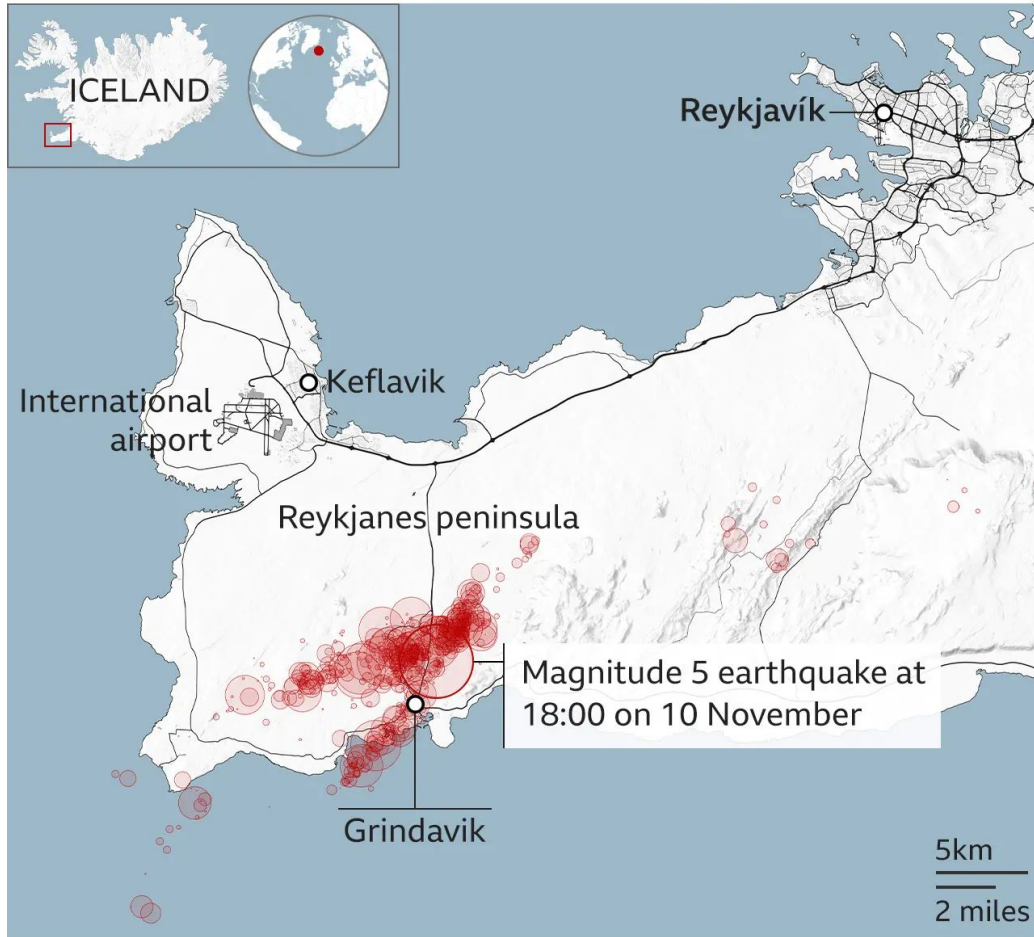 ICELAND
Reykjavík
Keflavik
International
airport
Reykjanes peninsula
Magnitude 5 earthquake at
18:00 on 10 November
Grindavik
5km
2 miles